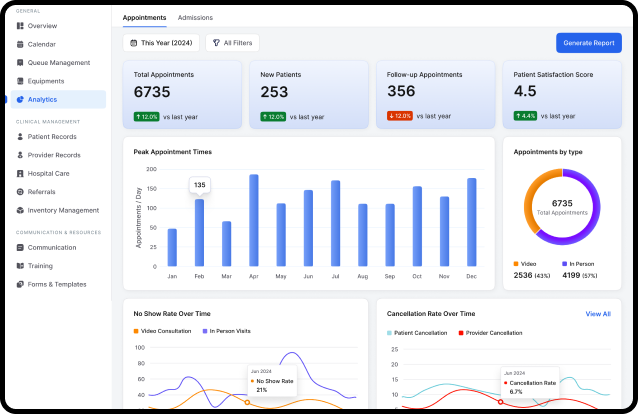 GENERAL
Overview
Calendar
Queue Management
Equipments
Analytics
CLINICAL MANAGEMENT
Patient Records
Provider Records
Hospital Care
Referrals
Inventory Management
COMMUNICATION & RESOURCES
Communication
Training
Forms & Templates
Appointments Admissions
This Year (2024) All Filters Generate Report
Total Appointments
6735
12.0% vs last year
New Patients
253
12.0% vs last year
Follow-up Appointments
356
12.0% vs last year
Patient Satisfaction Score
4.5
4.4% vs last year
Peak Appointment Times
Appointments / Day
200
150
135
100
50
25
0
Jan Feb Mar Apr May Jun Jul Aug Sep Oct Nov Dec
Appointments by type
6735
Total Appointments
Video In Person
2536 (43%) 4199 (57%)
No Show Rate Over Time
Video Consultation In Person Visits
100
80
60
40
Jan 2024
No Show Rate
21%
Cancellation Rate Over Time View All
Patient Cancellation Provider Cancellation
25
20
15
10
5
Jun 2024
Cancellation Rate
6.7%